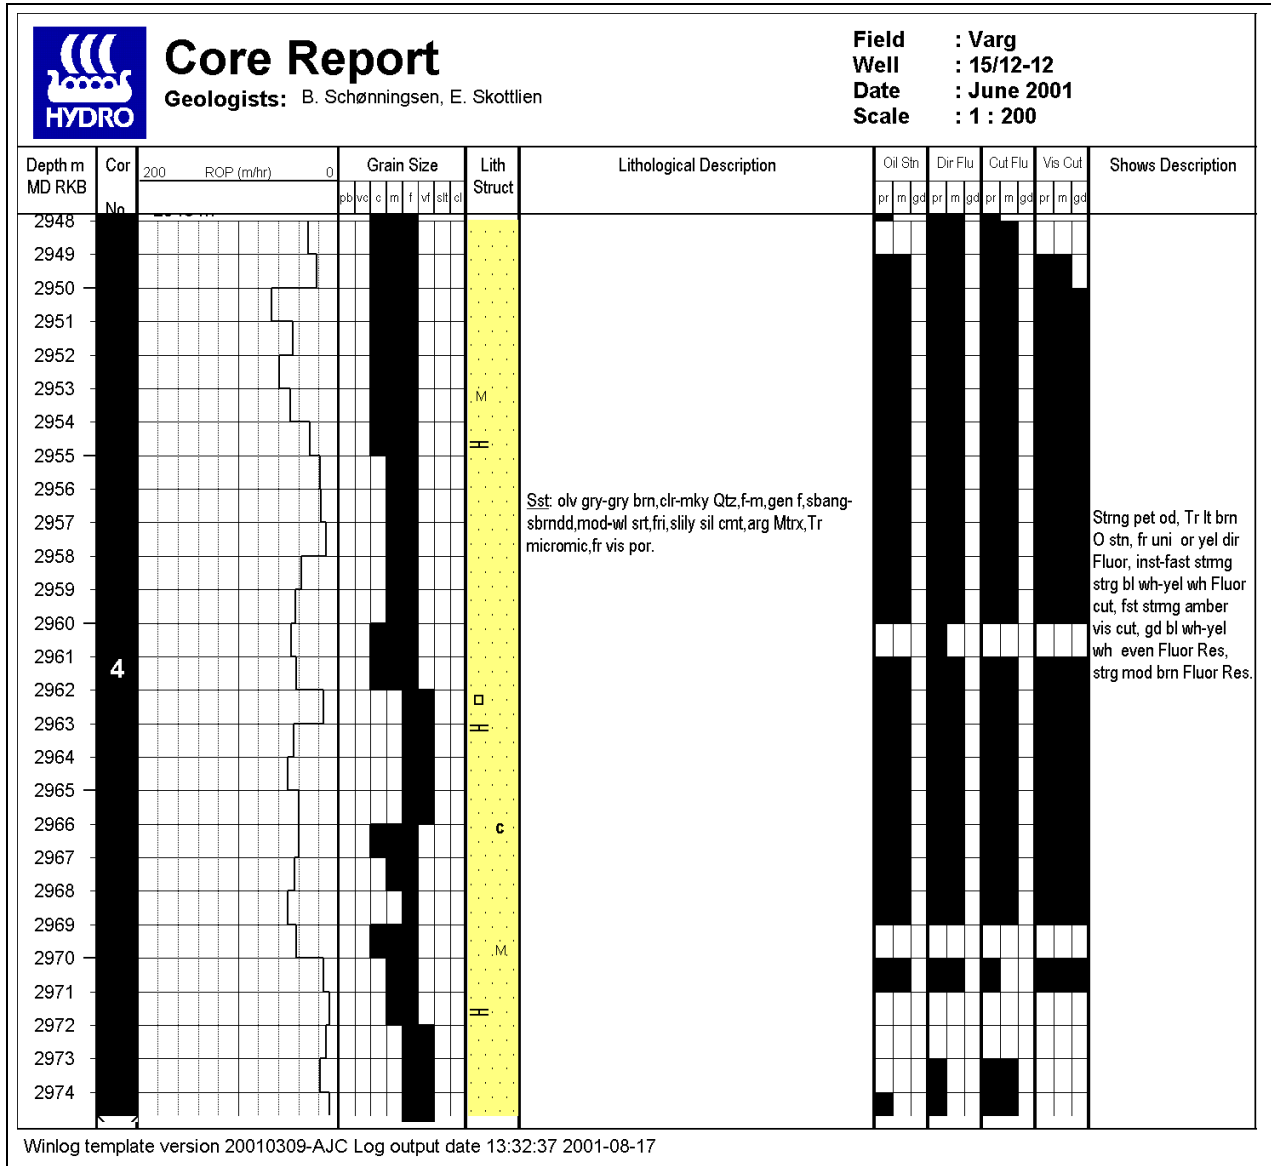 HYDRO
Core Report
Geologists: B. Schønningsen, E. Skottlien
Field : Varg
Well : 15/12-12
Date : June 2001
Scale : 1 : 200
Depth m
MD RKB
Cor
No
200 ROP (m/hr) 0
Grain Size
pb vc c m f vf slt cl
Lith
Struct
Lithological Description
Oil Stn Dir Flu Cut Flu Vis Cut
pr m gd pr m gd pr m gd pr m gd
Shows Description
2948
2949
2950
2951
2952
2953
2954
2955
2956
2957
2958
2959
2960
2961
2962
2963
2964
2965
2966
2967
2968
2969
2970
2971
2972
2973
2974
4
M
c
M
Sst: olv gry-gry brn,clr-mky Qtz,f-m,gen f,sbang-
sbrndd,mod-wl srt,fri,slily sil cmt,arg Mtrx,Tr
micromic,fr vis por.
Strng pet od, Tr lt brn
O stn, fr uni or yel dir
Fluor, inst-fast strmg
strg bl wh-yel wh Fluor
cut, fst strmg amber
vis cut, gd bl wh-yel
wh even Fluor Res,
strg mod brn Fluor Res.
Winlog template version 20010309-AJC Log output date 13:32:37 2001-08-17